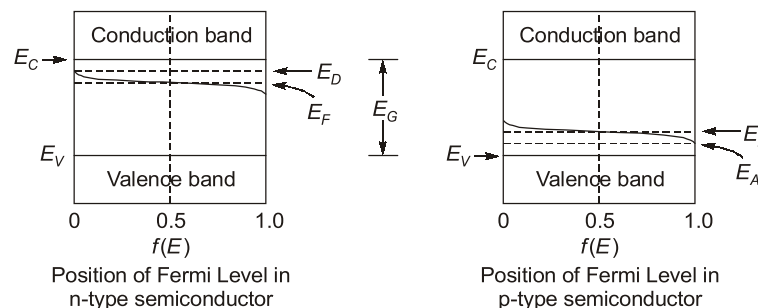 Conduction band
E_C
E_D
E_F
E_G
E_V
Valence band
0 0.5 1.0
f(E)
Position of Fermi Level in
n-type semiconductor
Conduction band
E_C
E
E_V
E_A
Valence band
0 0.5 1.0
f(E)
Position of Fermi Level in
p-type semiconductor